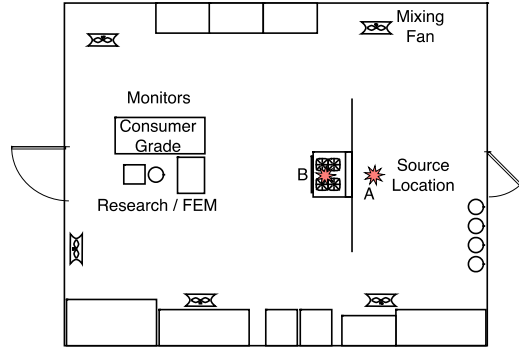 Mixing
Fan
Monitors
Consumer
Grade
Research / FEM
B
A
Source
Location